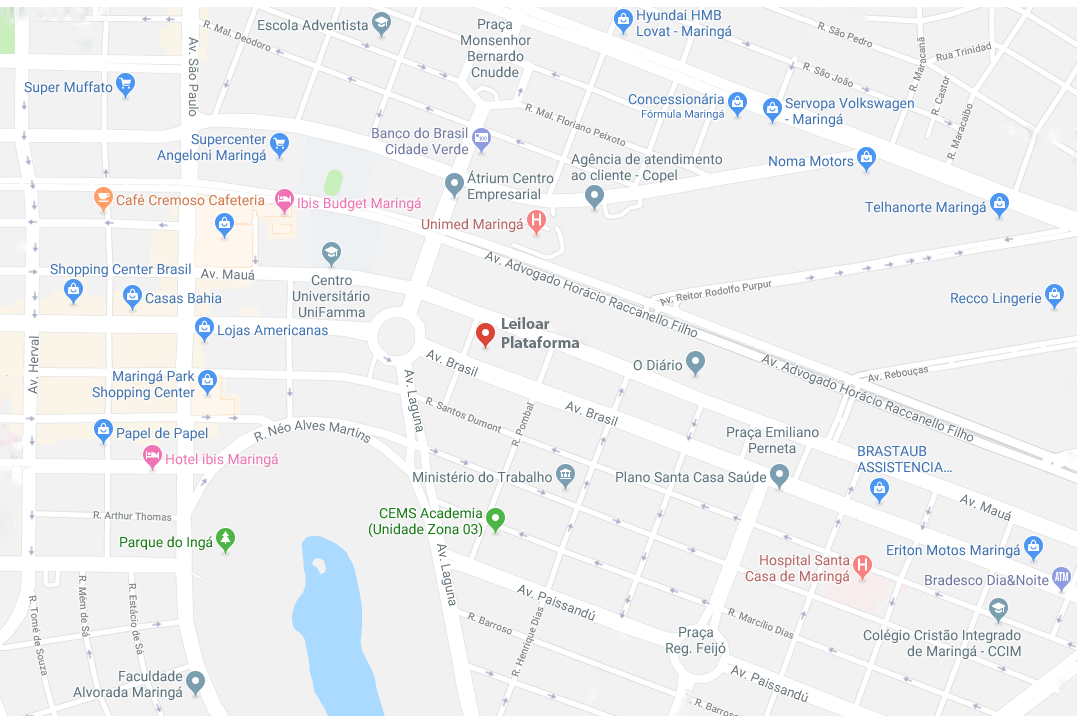 Escola Adventista
Praça
Monsenhor
Bernardo
Cnudde
Hyundai HMB
Lovat - Maringá
R. Mal. Deodoro
R. São Pedro
Rua Trinidad
R. Maracanã
Av. São Paulo
R. São João
R. Castor
Super Muffato
Concessionária
Fórmula Maringá
Servopa Volkswagen
- Maringá
R. Mal. Floriano Peixoto
R. Maracaibo
Supercenter
Angeloni Maringá
Banco do Brasil
Cidade Verde
Agência de atendimento
ao cliente - Copel
Noma Motors
Átrium Centro
Empresarial
Café Cremoso Cafeteria
Ibis Budget Maringá
Telhanorte Maringá
Unimed Maringá
Shopping Center Brasil
Av. Mauá
Centro
Universitário
UniFamma
Av. Advogado Horácio Raccanello Filho
Av. Reitor Rodolfo Purpur
Casas Bahia
Recco Lingerie
Lojas Americanas
Leiloar
Plataforma
Av. Herval
Av. Brasil
O Diário
Av. Advogado Horácio Raccanello Filho
Av. Rebouças
Maringá Park
Shopping Center
Av. Laguna
R. Santos Dumont
R. Pombal
Av. Brasil
Papel de Papel
R. Néo Alves Martins
Praça Emiliano
Perneta
Hotel ibis Maringá
BRASTAUB
ASSISTENCIA...
Ministério do Trabalho
Plano Santa Casa Saúde
Av. Mauá
R. Arthur Thomas
CEMS Academia
(Unidade Zona 03)
Parque do Ingá
Eriton Motos Maringá
Hospital Santa
Casa de Maringá
Bradesco Dia&Noite
ATM
Av. Laguna
Av. Paissandú
R. Tomé de Souza
R. Mém de Sá
R. Estácio de Sá
R. Barroso
R. Henrique Dias
R. Marcílio Dias
Praça
Reg. Feijó
Colégio Cristão Integrado
de Maringá - CCIM
Faculdade
Alvorada Maringá
Av. Paissandú
R. Barroso